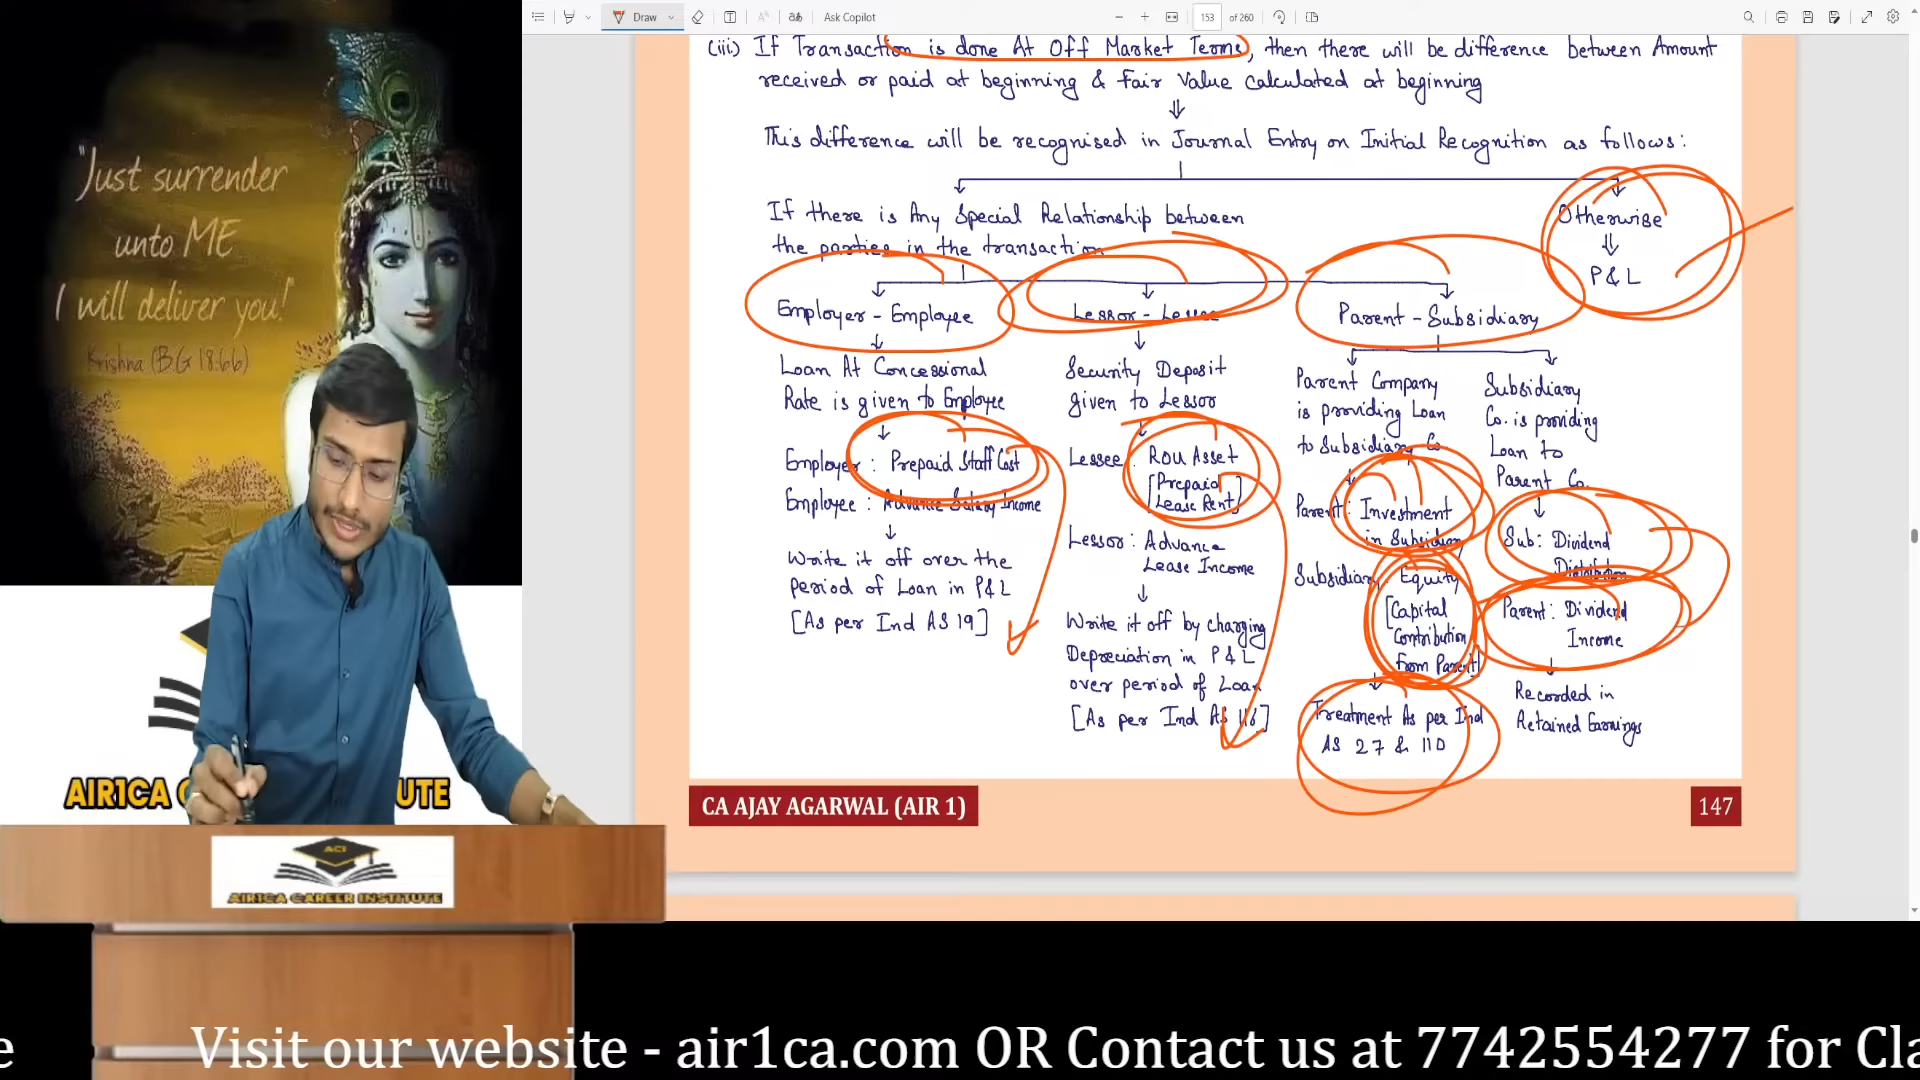 Draw
Ask Copilot
153 of 260
"Just surrender
unto ME
I will deliver you!"
Krishna (B.G 18.66)
(iii) If Transaction is done At Off Market Terms, then there will be difference between Amount
received or paid at beginning & Fair Value calculated at beginning
This difference will be recognised in Journal Entry on Initial Recognition as follows:
If there is Any Special Relationship between
the parties in the transaction
Otherwise
P & L
Employer - Employee
Loan At Concessional
Rate is given to Employee
Employer : Prepaid Staff Cost
Employee : Advance Salary Income
Write it off over the
period of Loan in P&L
[As per Ind AS 19]
Lessor - Lessee
Security Deposit
given to Lessor
Lessee : ROU Asset
[Prepaid
Lease Rent]
Lessor : Advance
Lease Income
Write it off by charging
Depreciation in P & L
over period of Loan
[As per Ind AS 116]
Parent - Subsidiary
Parent Company
is providing Loan
to Subsidiary Co
Parent : Investment
in Subsidiary
Subsidiary : Equity
[Capital
Contribution
from Parent]
Treatment As per Ind
AS 27 & 110
Subsidiary
Co. is providing
Loan to
Parent Co.
Sub : Dividend
Distribution
Parent : Dividend
Income
Recorded in
Retained Earnings
CA AJAY AGARWAL (AIR 1)
147
AIR1CA C
UTE
ACI
AIR1CA CAREER INSTITUTE
e Visit our website - air1ca.com OR Contact us at 7742554277 for Cla